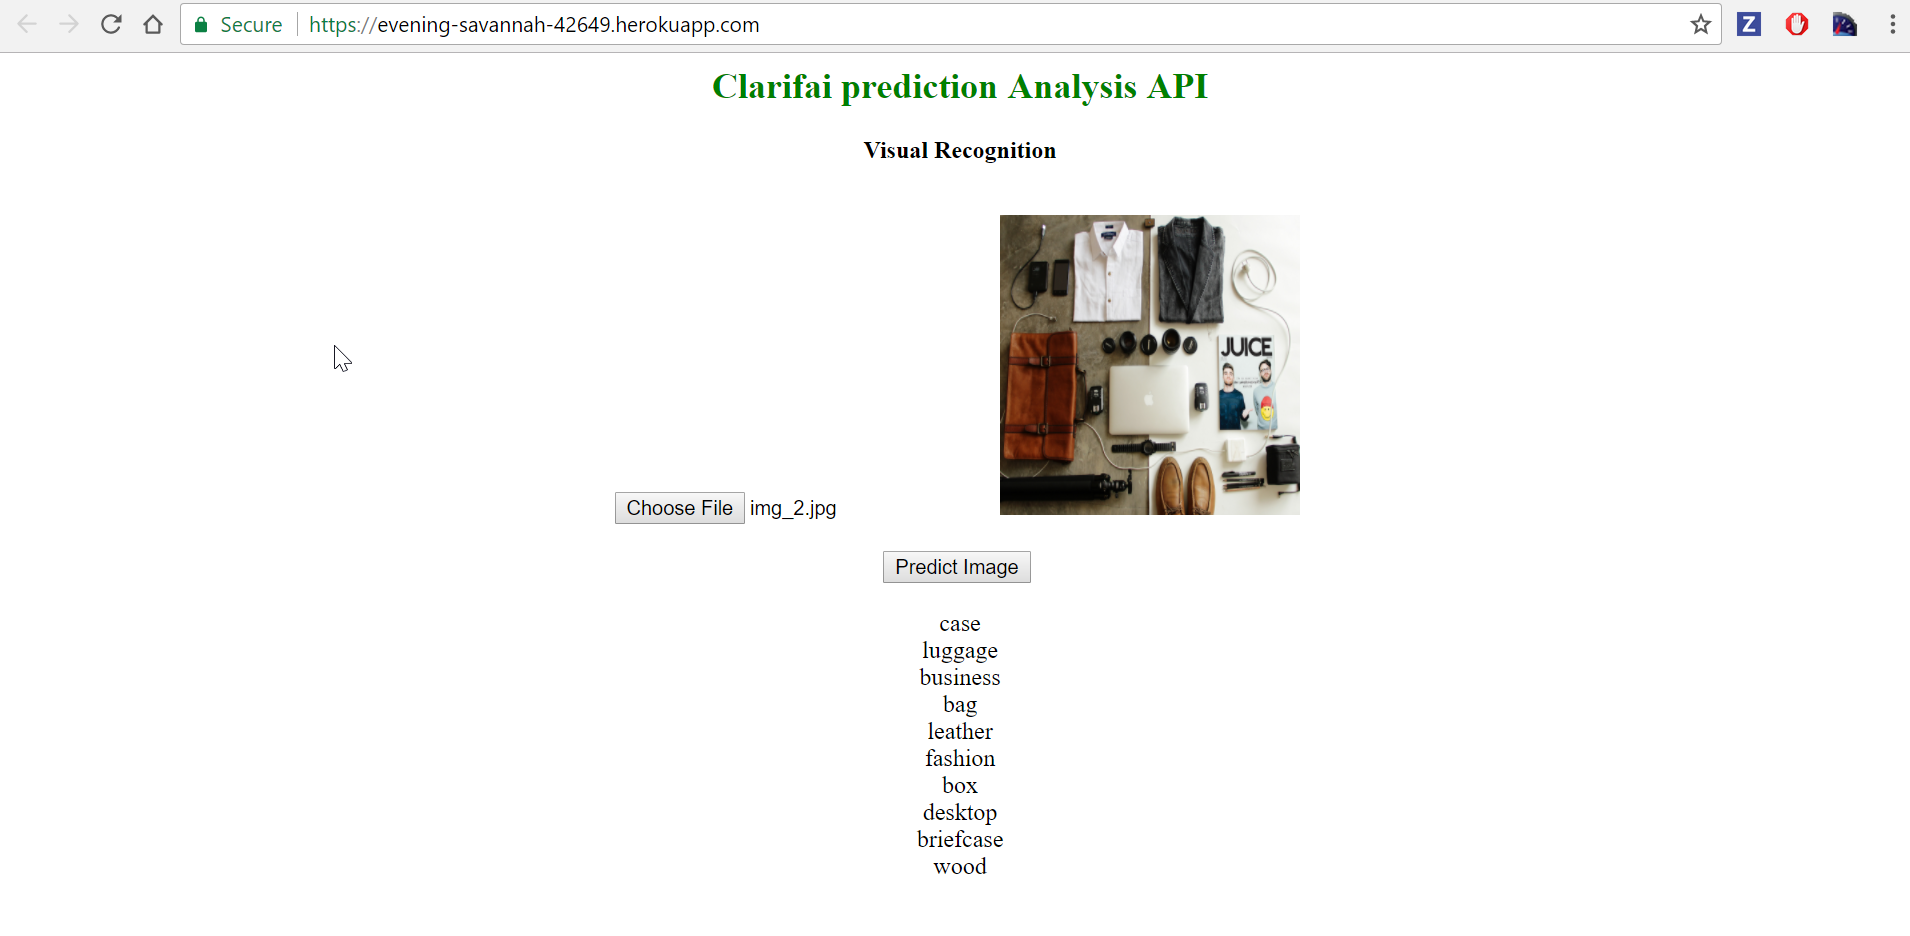 Secure https://evening-savannah-42649.herokuapp.com
Z
Clarifai prediction Analysis API
Visual Recognition
JUICE
Choose File img_2.jpg
Predict Image
case
luggage
business
bag
leather
fashion
box
desktop
briefcase
wood